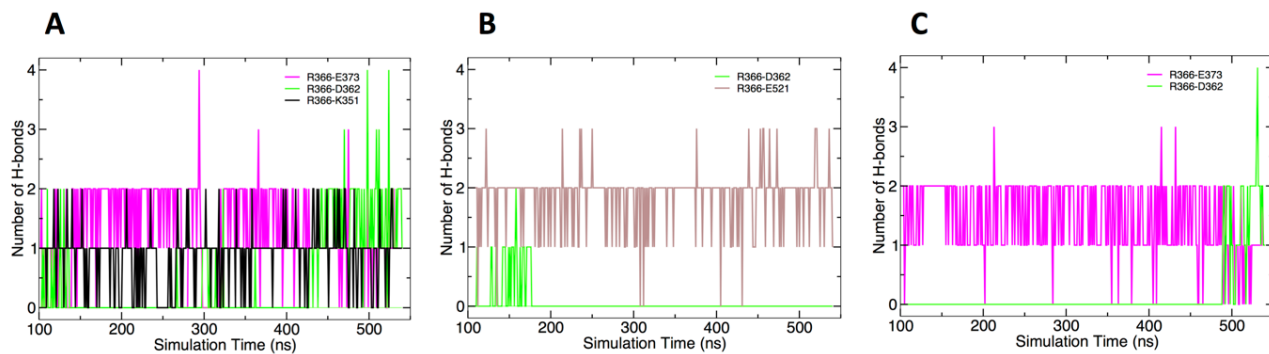 A
4
3
2
1
0
Number of H-bonds
R366-E373
R366-D362
R366-K351
100
200
300
400
500
Simulation Time (ns)
B
4
3
2
1
0
Number of H-bonds
R366-D362
R366-E521
100
200
300
400
500
Simulation Time (ns)
C
4
3
2
1
0
Number of H-bonds
R366-E373
R366-D362
100
200
300
400
500
Simulation Time (ns)